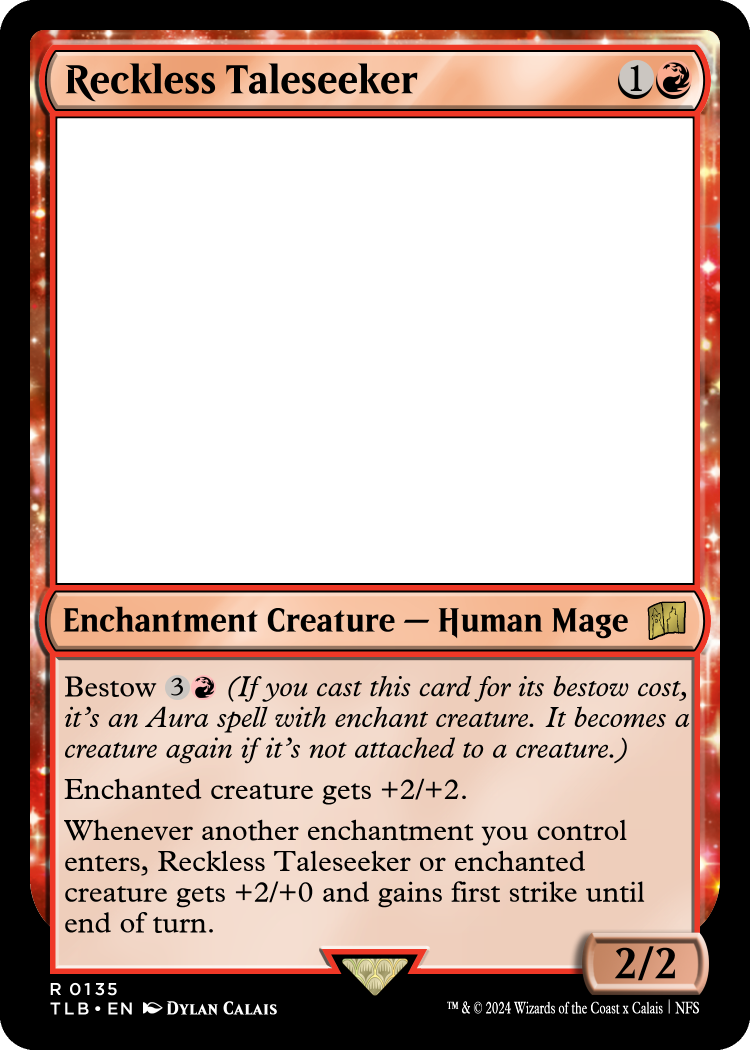 Reckless Taleseeker 1
Enchantment Creature — Human Mage
Bestow 3 (If you cast this card for its bestow cost,
it's an Aura spell with enchant creature. It becomes a
creature again if it's not attached to a creature.)
Enchanted creature gets +2/+2.
Whenever another enchantment you control
enters, Reckless Taleseeker or enchanted
creature gets +2/+0 and gains first strike until
end of turn.
2/2
R 0135
TLB • EN Dylan Calais
™ & © 2024 Wizards of the Coast x Calais | NFS